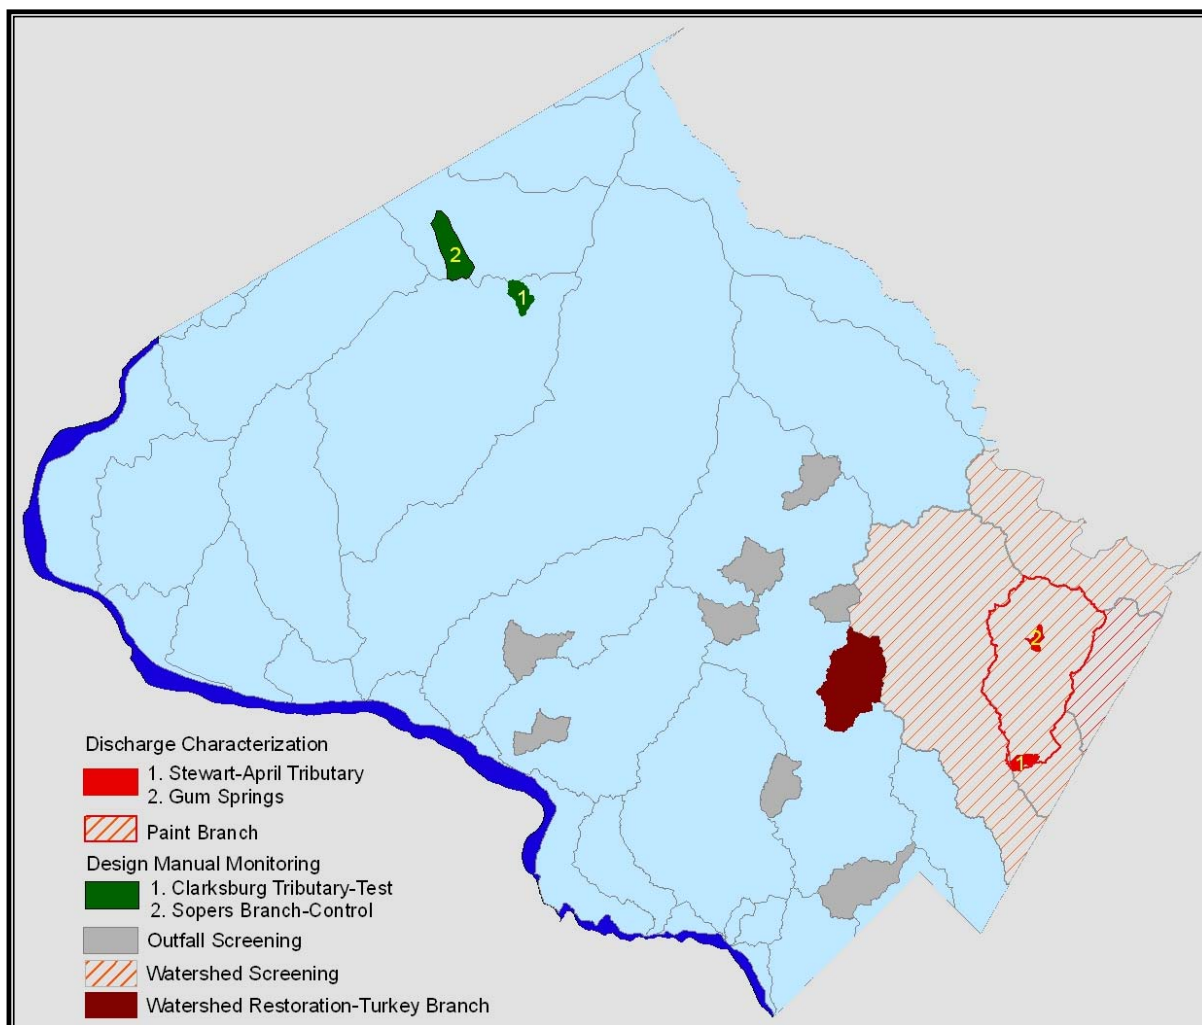 2
1
2
1
Discharge Characterization
1. Stewart-April Tributary
2. Gum Springs
Paint Branch
Design Manual Monitoring
1. Clarksburg Tributary-Test
2. Sopers Branch-Control
Outfall Screening
Watershed Screening
Watershed Restoration-Turkey Branch